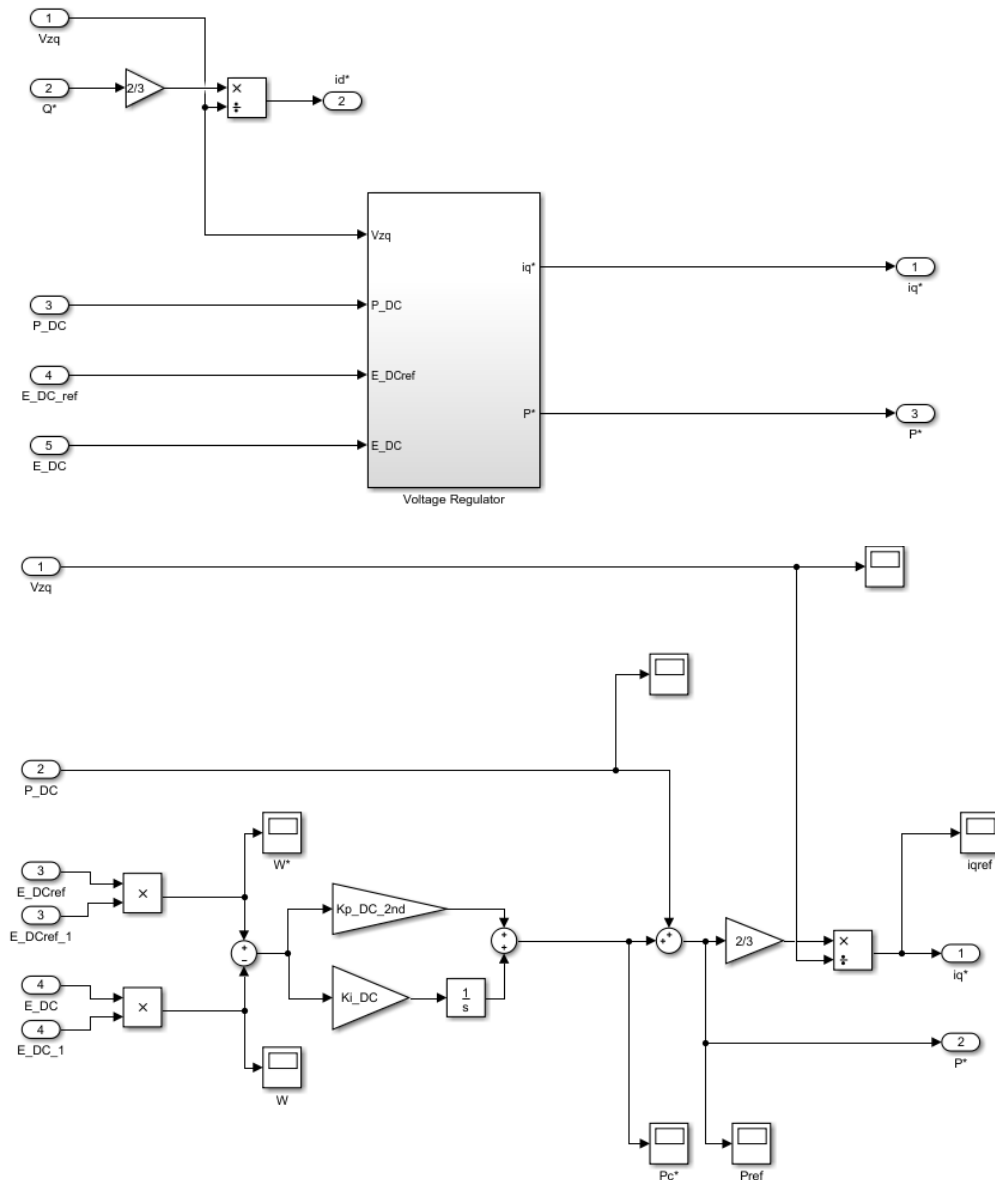 1
Vzq
2
Q*
2/3
×
÷
id*
2
Vzq
P_DC
E_DCref
E_DC
iq*
P*
Voltage Regulator
3
P_DC
4
E_DC_ref
5
E_DC
1
iq*
3
P*
1
Vzq
2
P_DC
3
E_DCref
3
E_DCref_1
×
W*
4
E_DC
4
E_DC_1
×
W
+
−
Kp_DC_2nd
Ki_DC
1
s
+
+
+
+
2/3
×
÷
iqref
1
iq*
2
P*
Pc*
Pref